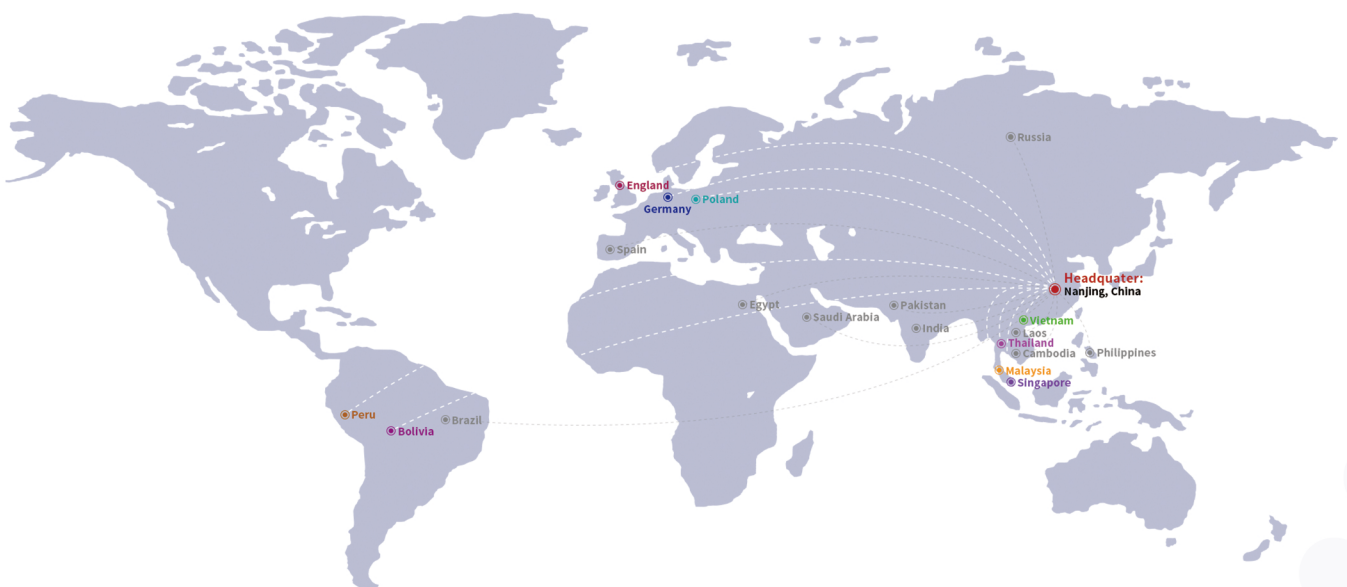 Russia
England
Poland
Germany
Spain
Headquater:
Nanjing, China
Egypt
Pakistan
Saudi Arabia
Vietnam
India
Laos
Thailand
Cambodia
Philippines
Malaysia
Singapore
Peru
Brazil
Bolivia